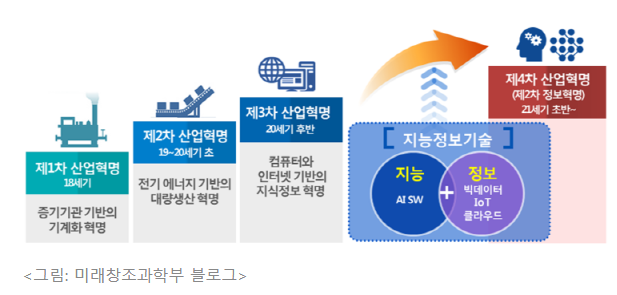 제1차 산업혁명
18세기
증기기관 기반의
기계화 혁명
제2차 산업혁명
19~20세기 초
전기 에너지 기반의
대량생산 혁명
제3차 산업혁명
20세기 후반
컴퓨터와
인터넷 기반의
지식정보 혁명
제4차 산업혁명
(제2차 정보혁명)
21세기 초반~
[ 지능정보기술 ]
지능
AI SW
+
정보
빅데이터
IoT
클라우드
<그림: 미래창조과학부 블로그>